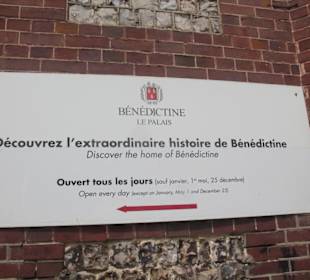 BÉNÉDICTINE
LE PALAIS
Découvrez l'extraordinaire histoire de Bénédictine
Discover the home of Bénédictine
Ouvert tous les jours (sauf janvier, 1er mai, 25 décembre)
Open every day (except on January, May 1 and December 25)